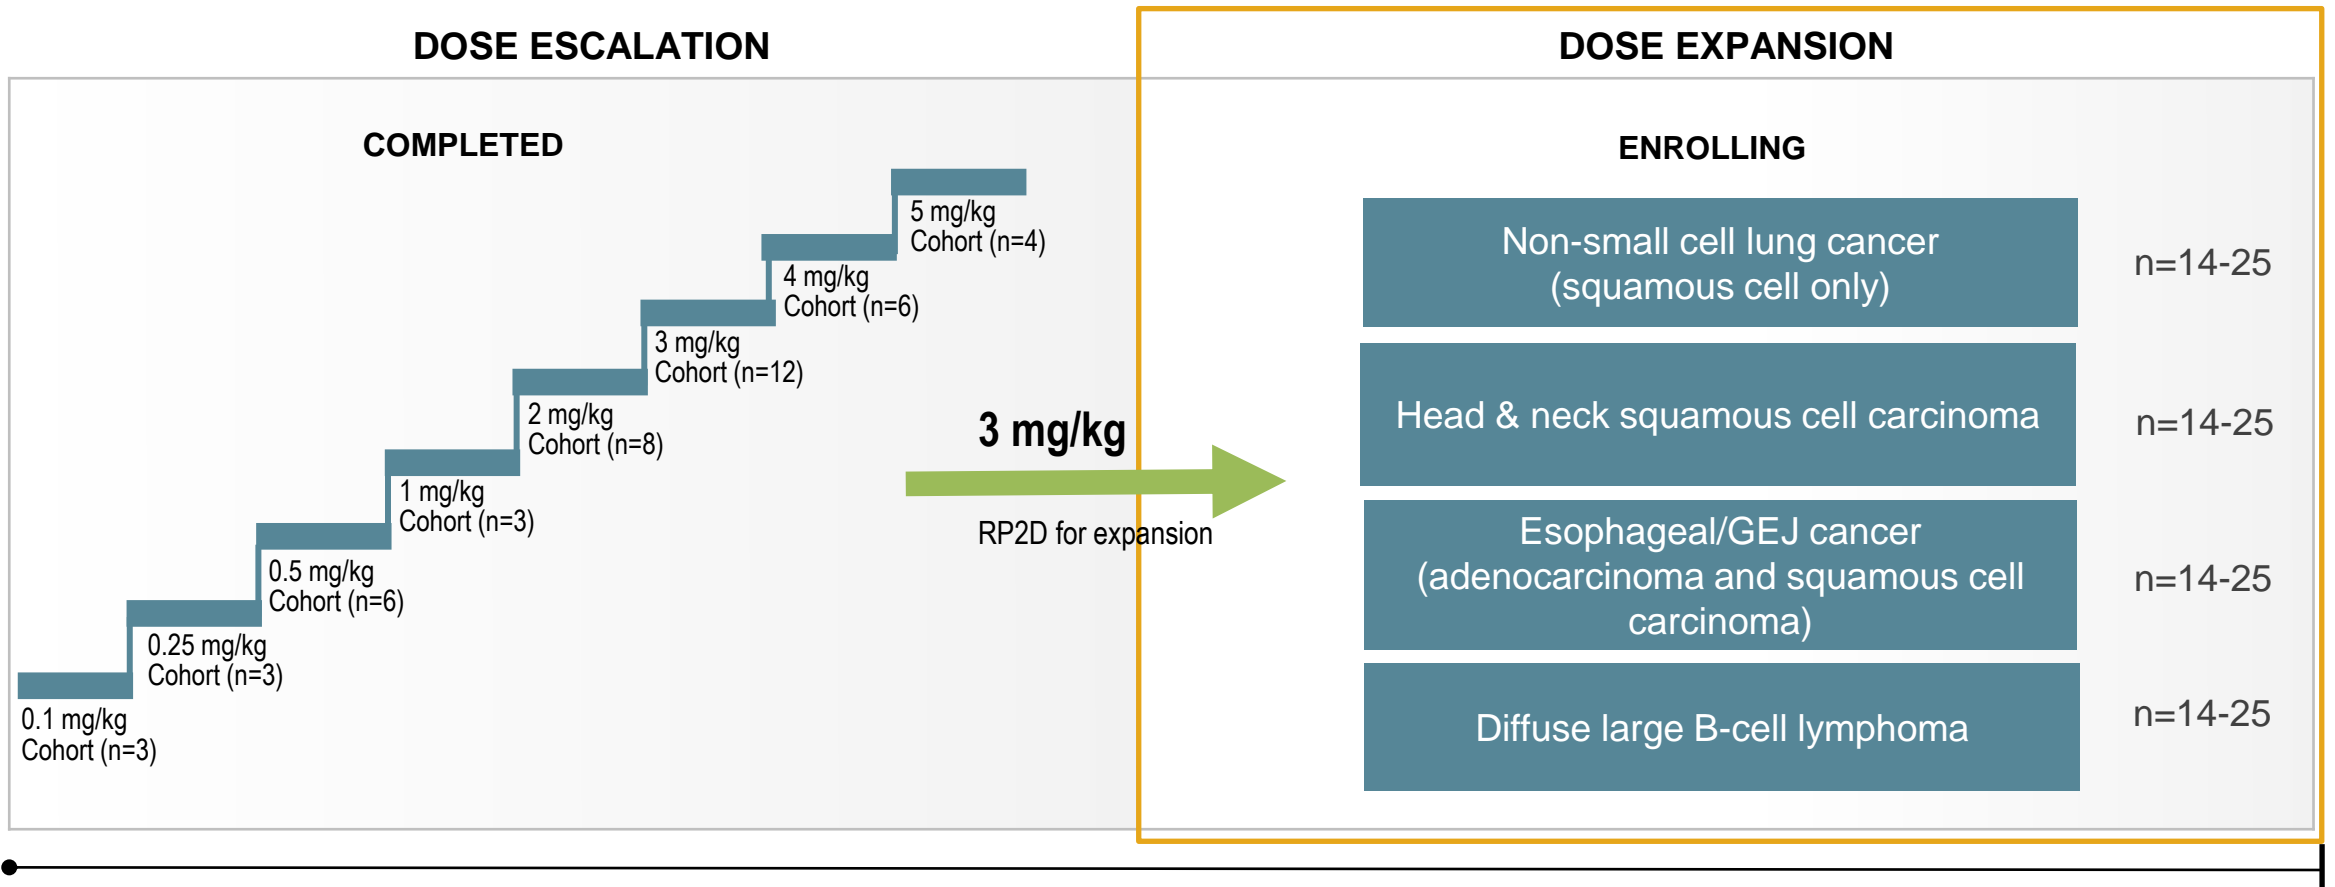 DOSE ESCALATION
COMPLETED
5 mg/kg
Cohort (n=4)
4 mg/kg
Cohort (n=6)
3 mg/kg
Cohort (n=12)
2 mg/kg
Cohort (n=8)
1 mg/kg
Cohort (n=3)
0.5 mg/kg
Cohort (n=6)
0.25 mg/kg
Cohort (n=3)
0.1 mg/kg
Cohort (n=3)
3 mg/kg
RP2D for expansion
DOSE EXPANSION
ENROLLING
Non-small cell lung cancer
(squamous cell only)
n=14-25
Head & neck squamous cell carcinoma
n=14-25
Esophageal/GEJ cancer
(adenocarcinoma and squamous cell
carcinoma)
n=14-25
Diffuse large B-cell lymphoma
n=14-25